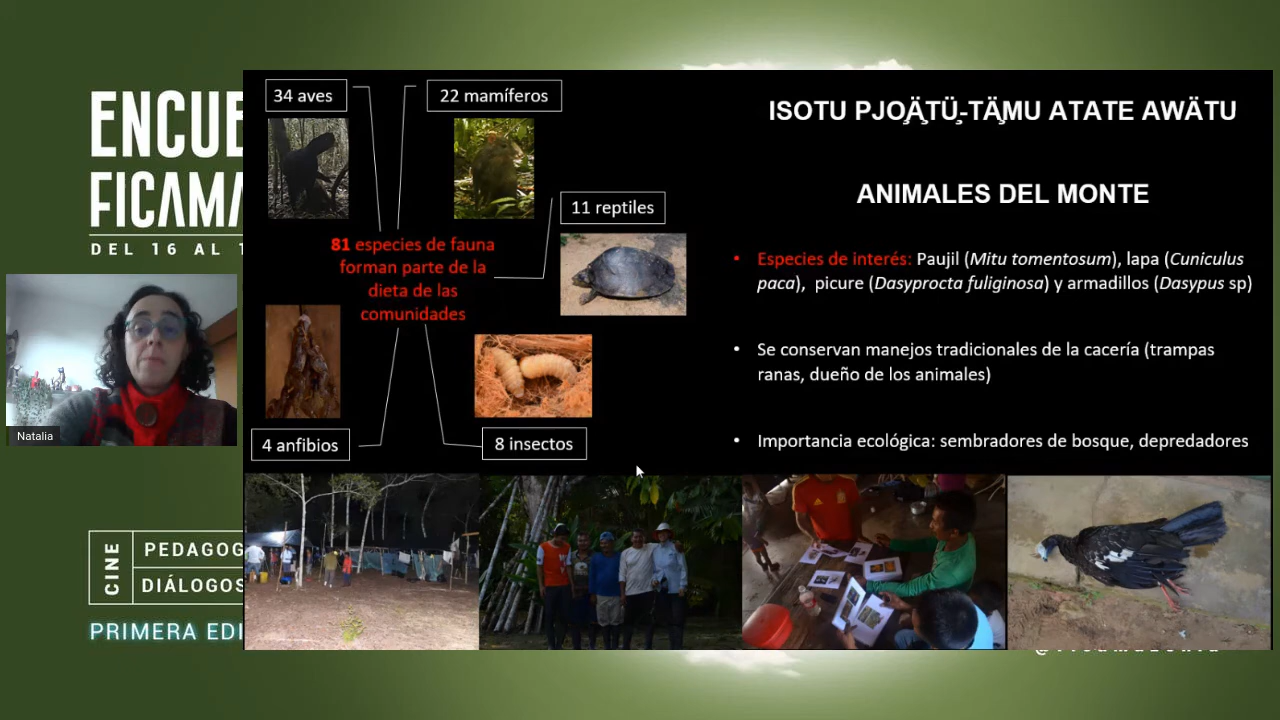 ENCUE
FICAMA
DEL 16 AL 1
CINE
PEDAGOG
DIÁLOGOS
PRIMERA EDI
Natalia
34 aves
22 mamíferos
11 reptiles
81 especies de fauna
forman parte de la
dieta de las
comunidades
4 anfibios
8 insectos
ISOTU PJOÄ̧TÜ̧-TÄ̧MU ATATE AWÄTU
ANIMALES DEL MONTE
• Especies de interés: Paujil (Mitu tomentosum), lapa (Cuniculus
paca), picure (Dasyprocta fuliginosa) y armadillos (Dasypus sp)
• Se conservan manejos tradicionales de la cacería (trampas
ranas, dueño de los animales)
• Importancia ecológica: sembradores de bosque, depredadores